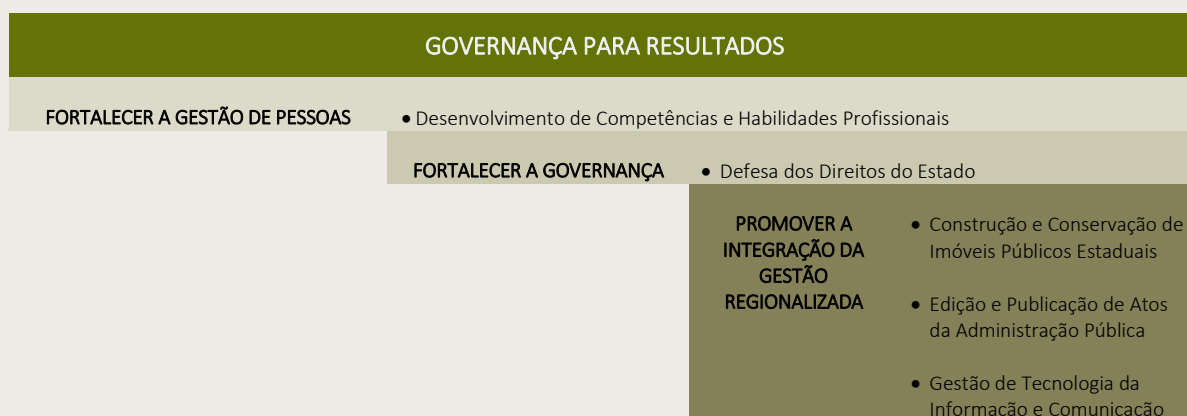 GOVERNANÇA PARA RESULTADOS
FORTALECER A GESTÃO DE PESSOAS
• Desenvolvimento de Competências e Habilidades Profissionais
FORTALECER A GOVERNANÇA
• Defesa dos Direitos do Estado
PROMOVER A
INTEGRAÇÃO DA
GESTÃO
REGIONALIZADA
• Construção e Conservação de
Imóveis Públicos Estaduais
• Edição e Publicação de Atos
da Administração Pública
• Gestão de Tecnologia da
Informação e Comunicação